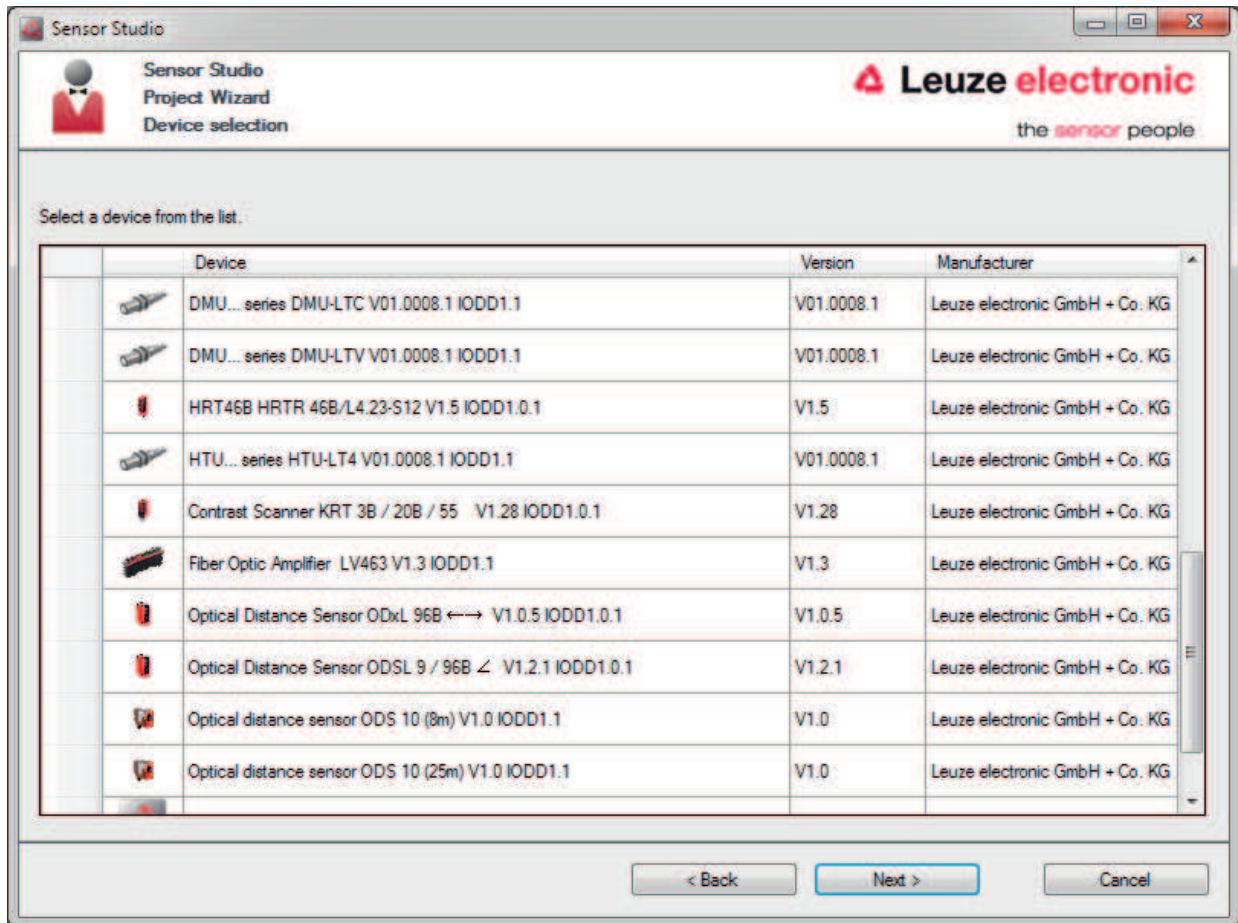 Sensor Studio
Sensor Studio
Project Wizard
Device selection
Leuze electronic
the sensor people
Select a device from the list.
Device Version Manufacturer
DMU... series DMU-LTC V01.0008.1 IODD1.1 V01.0008.1 Leuze electronic GmbH + Co. KG
DMU... series DMU-LTV V01.0008.1 IODD1.1 V01.0008.1 Leuze electronic GmbH + Co. KG
HRT46B HRTR 46B/L4.23-S12 V1.5 IODD1.0.1 V1.5 Leuze electronic GmbH + Co. KG
HTU... series HTU-LT4 V01.0008.1 IODD1.1 V01.0008.1 Leuze electronic GmbH + Co. KG
Contrast Scanner KRT 3B / 20B / 55 V1.28 IODD1.0.1 V1.28 Leuze electronic GmbH + Co. KG
Fiber Optic Amplifier LV463 V1.3 IODD1.1 V1.3 Leuze electronic GmbH + Co. KG
Optical Distance Sensor ODxL 96B ←→ V1.0.5 IODD1.0.1 V1.0.5 Leuze electronic GmbH + Co. KG
Optical Distance Sensor ODSL 9 / 96B ∠ V1.2.1 IODD1.0.1 V1.2.1 Leuze electronic GmbH + Co. KG
Optical distance sensor ODS 10 (8m) V1.0 IODD1.1 V1.0 Leuze electronic GmbH + Co. KG
Optical distance sensor ODS 10 (25m) V1.0 IODD1.1 V1.0 Leuze electronic GmbH + Co. KG
< Back Next > Cancel